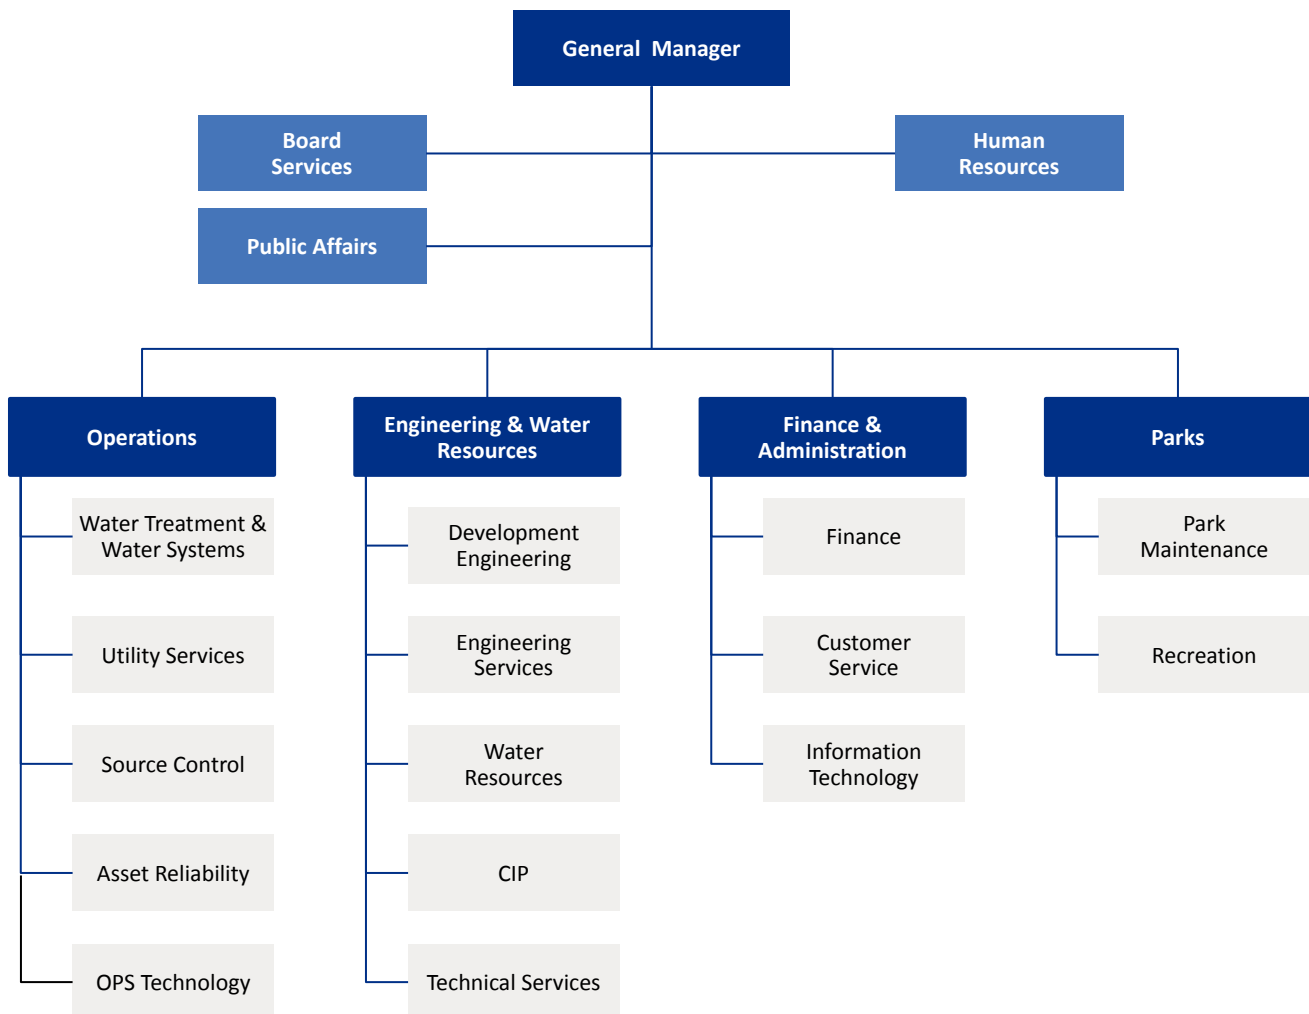 General Manager
Board
Services
Human
Resources
Public Affairs
Operations
Engineering & Water
Resources
Finance &
Administration
Parks
Water Treatment &
Water Systems
Utility Services
Source Control
Asset Reliability
OPS Technology
Development
Engineering
Engineering
Services
Water
Resources
CIP
Technical Services
Finance
Customer
Service
Information
Technology
Park
Maintenance
Recreation